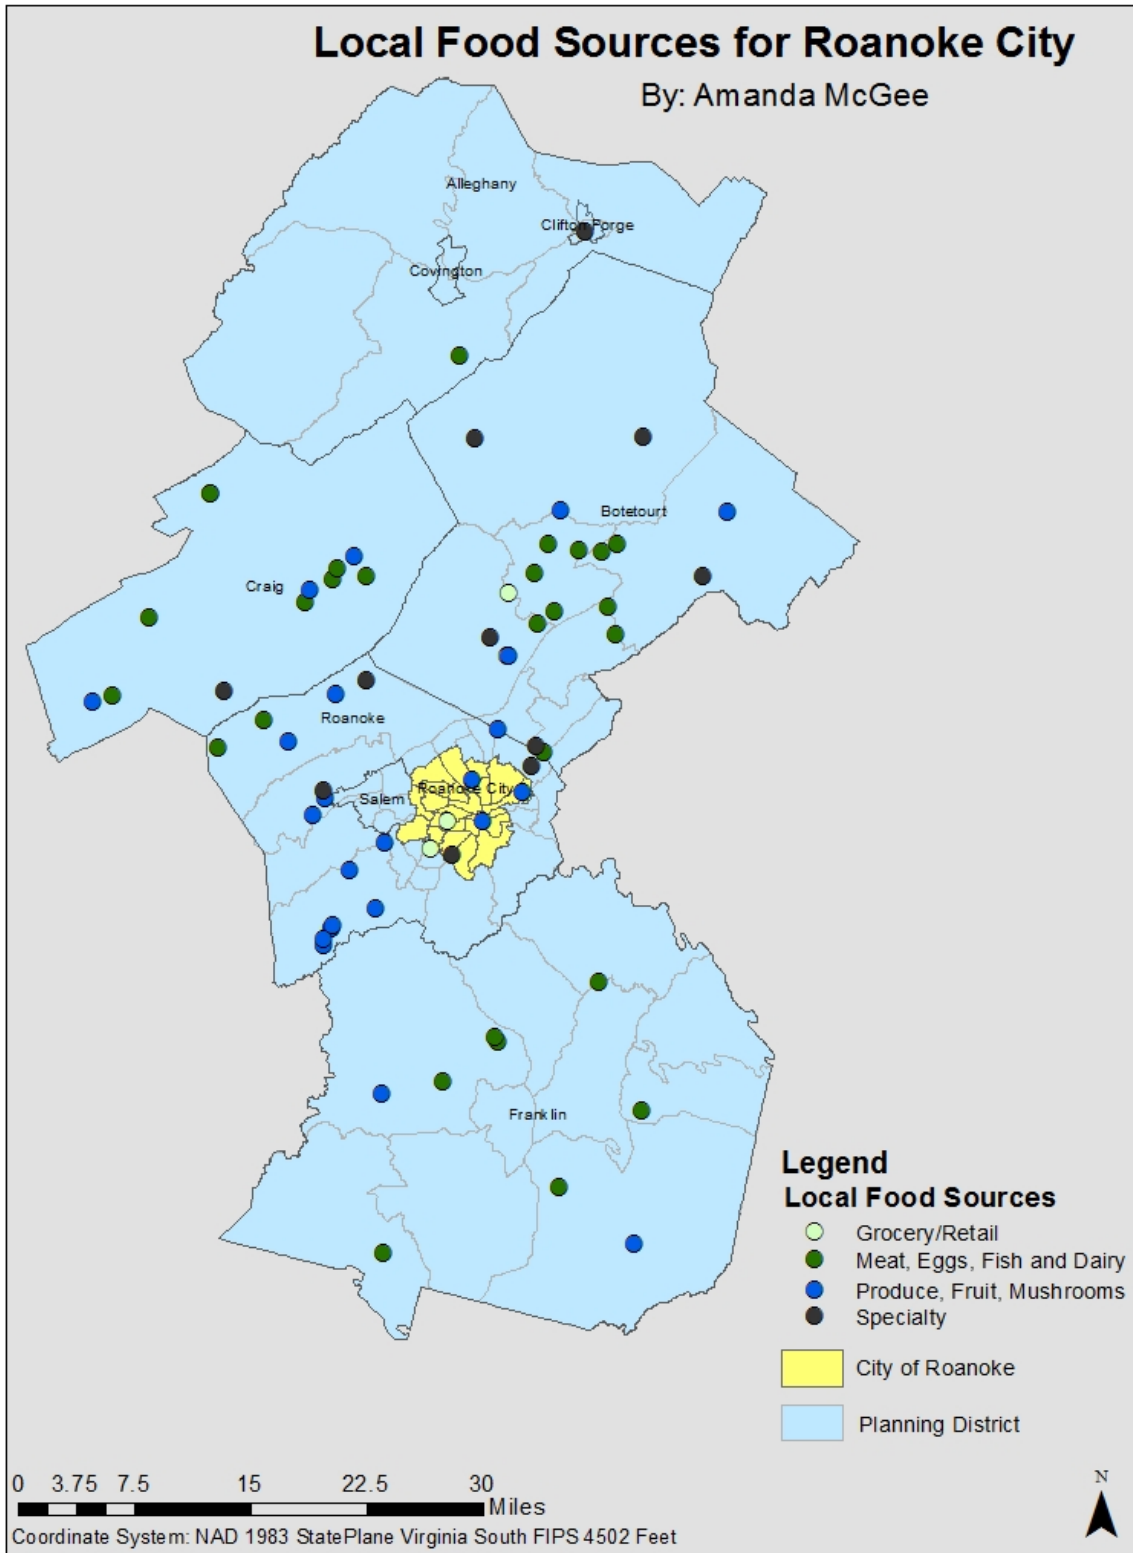 Local Food Sources for Roanoke City
By: Amanda McGee
Alleghany
Clifton Forge
Covington
Botetourt
Craig
Roanoke
Roanoke City
Salem
Franklin
Legend
Local Food Sources
Grocery/Retail
Meat, Eggs, Fish and Dairy
Produce, Fruit, Mushrooms
Specialty
City of Roanoke
Planning District
0 3.75 7.5 15 22.5 30
Miles
N
Coordinate System: NAD 1983 StatePlane Virginia South FIPS 4502 Feet